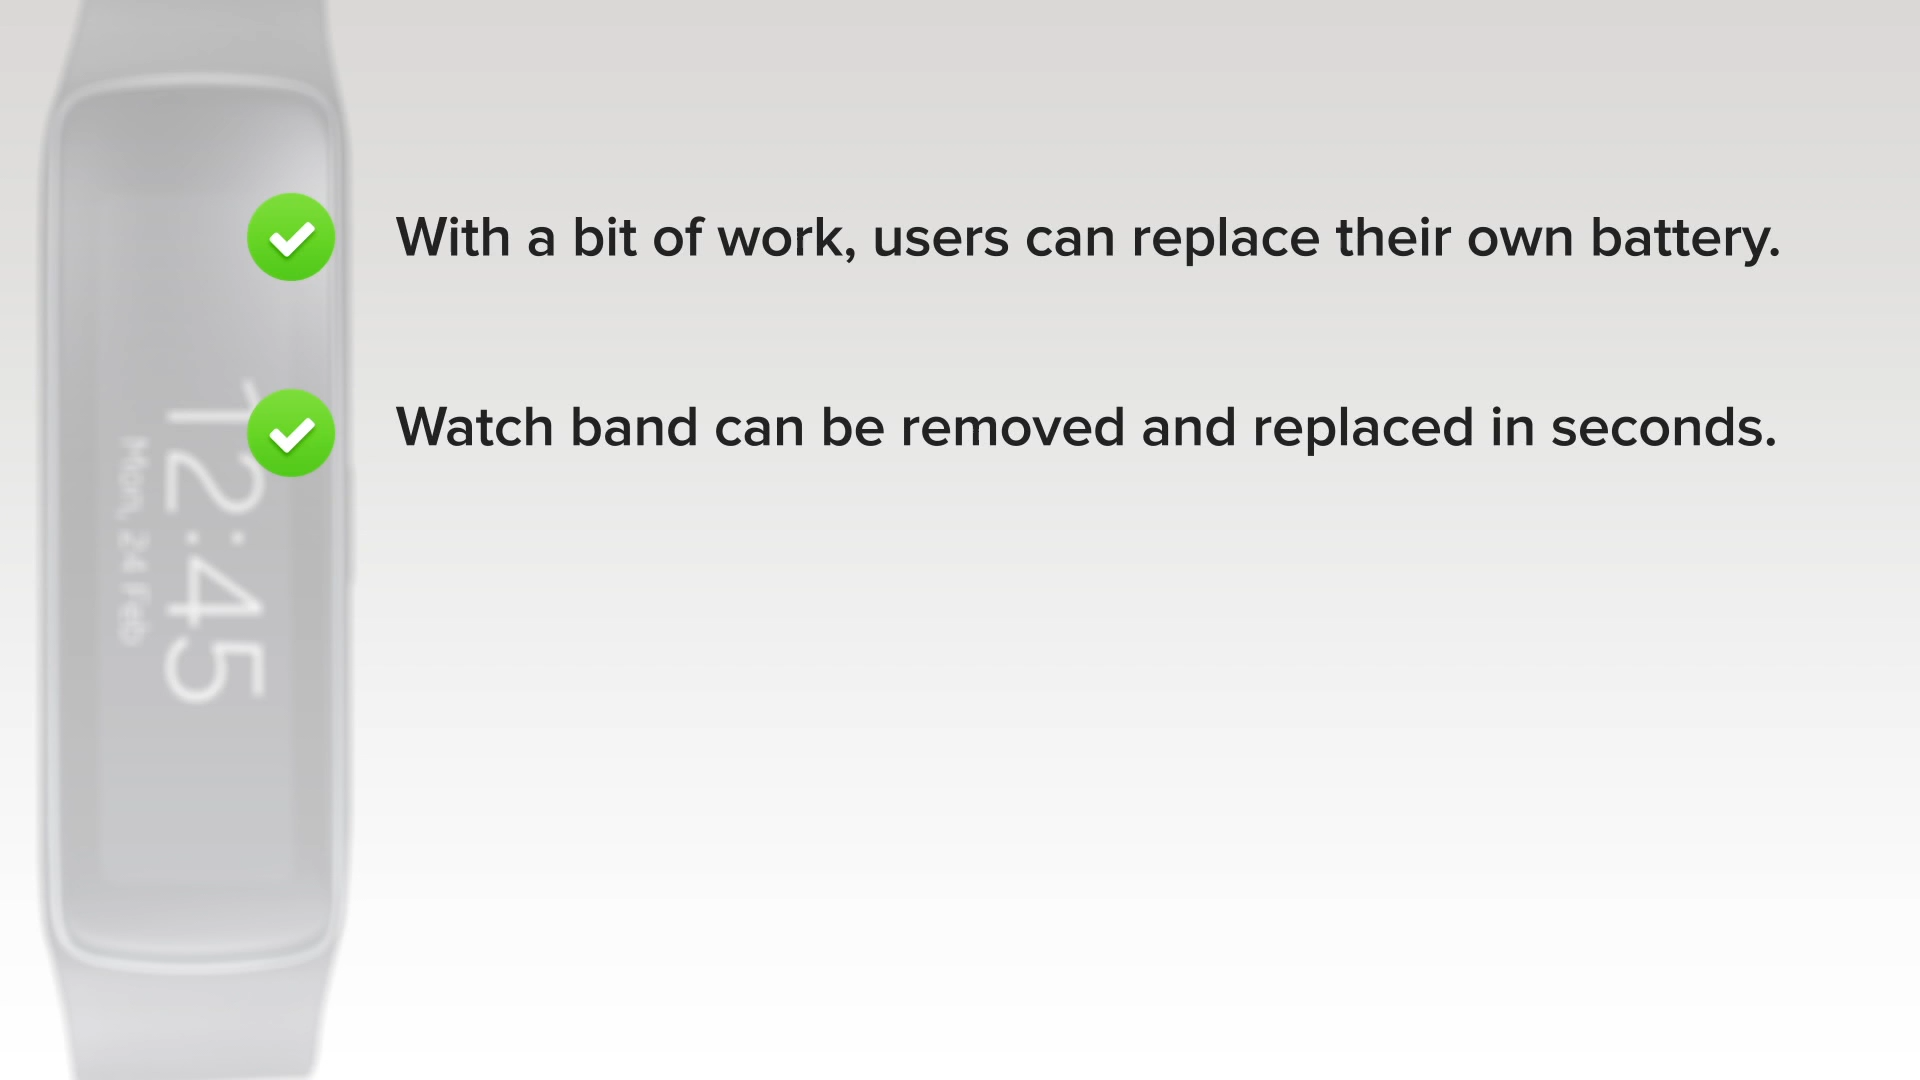 With a bit of work, users can replace their own battery.
Watch band can be removed and replaced in seconds.
12:45
Mon, 24 Feb